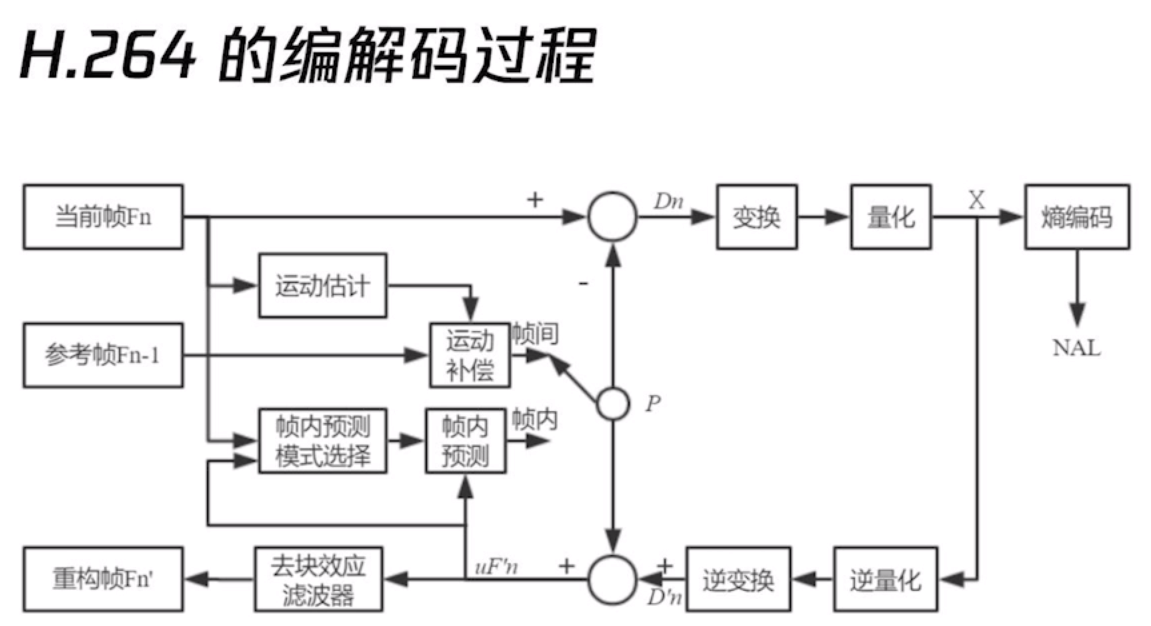 H.264 的编解码过程
当前帧Fn
+
Dn
变换
量化
X
熵编码
运动估计
-
参考帧Fn-1
运动
补偿
帧间
NAL
P
帧内预测
模式选择
帧内
预测
帧内
重构帧Fn'
去块效应
滤波器
uF'n
+
+
D'n
逆变换
逆量化